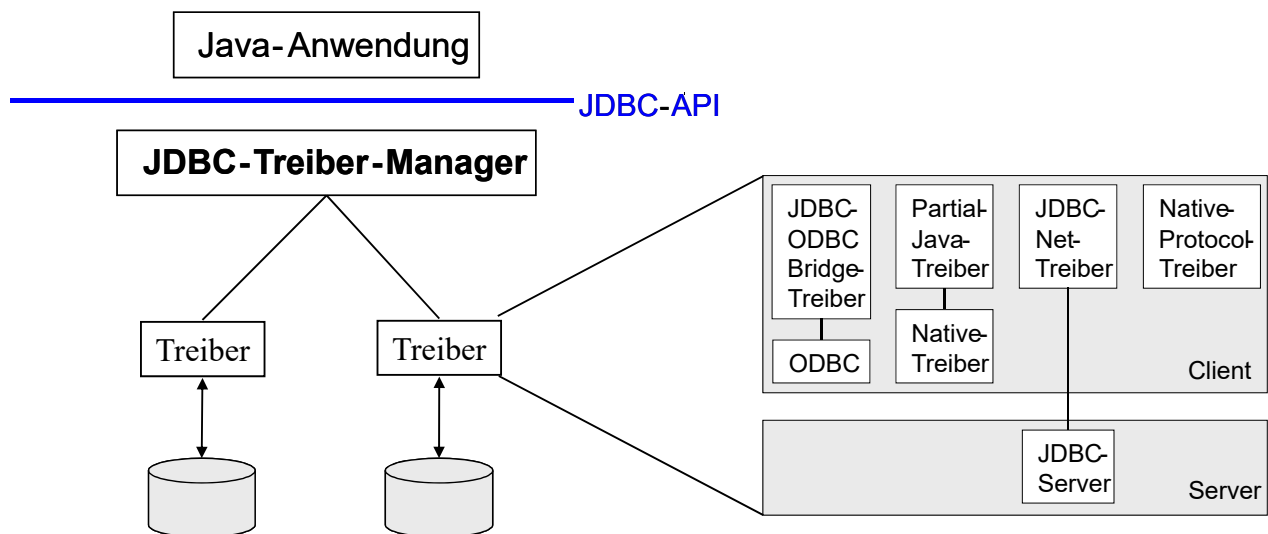 Java-Anwendung
JDBC-API
JDBC-Treiber-Manager
Treiber
Treiber
JDBC-
ODBC
Bridge-
Treiber
ODBC
Partial-
Java-
Treiber
Native-
Treiber
JDBC-
Net-
Treiber
Native-
Protocol-
Treiber
Client
JDBC-
Server
Server